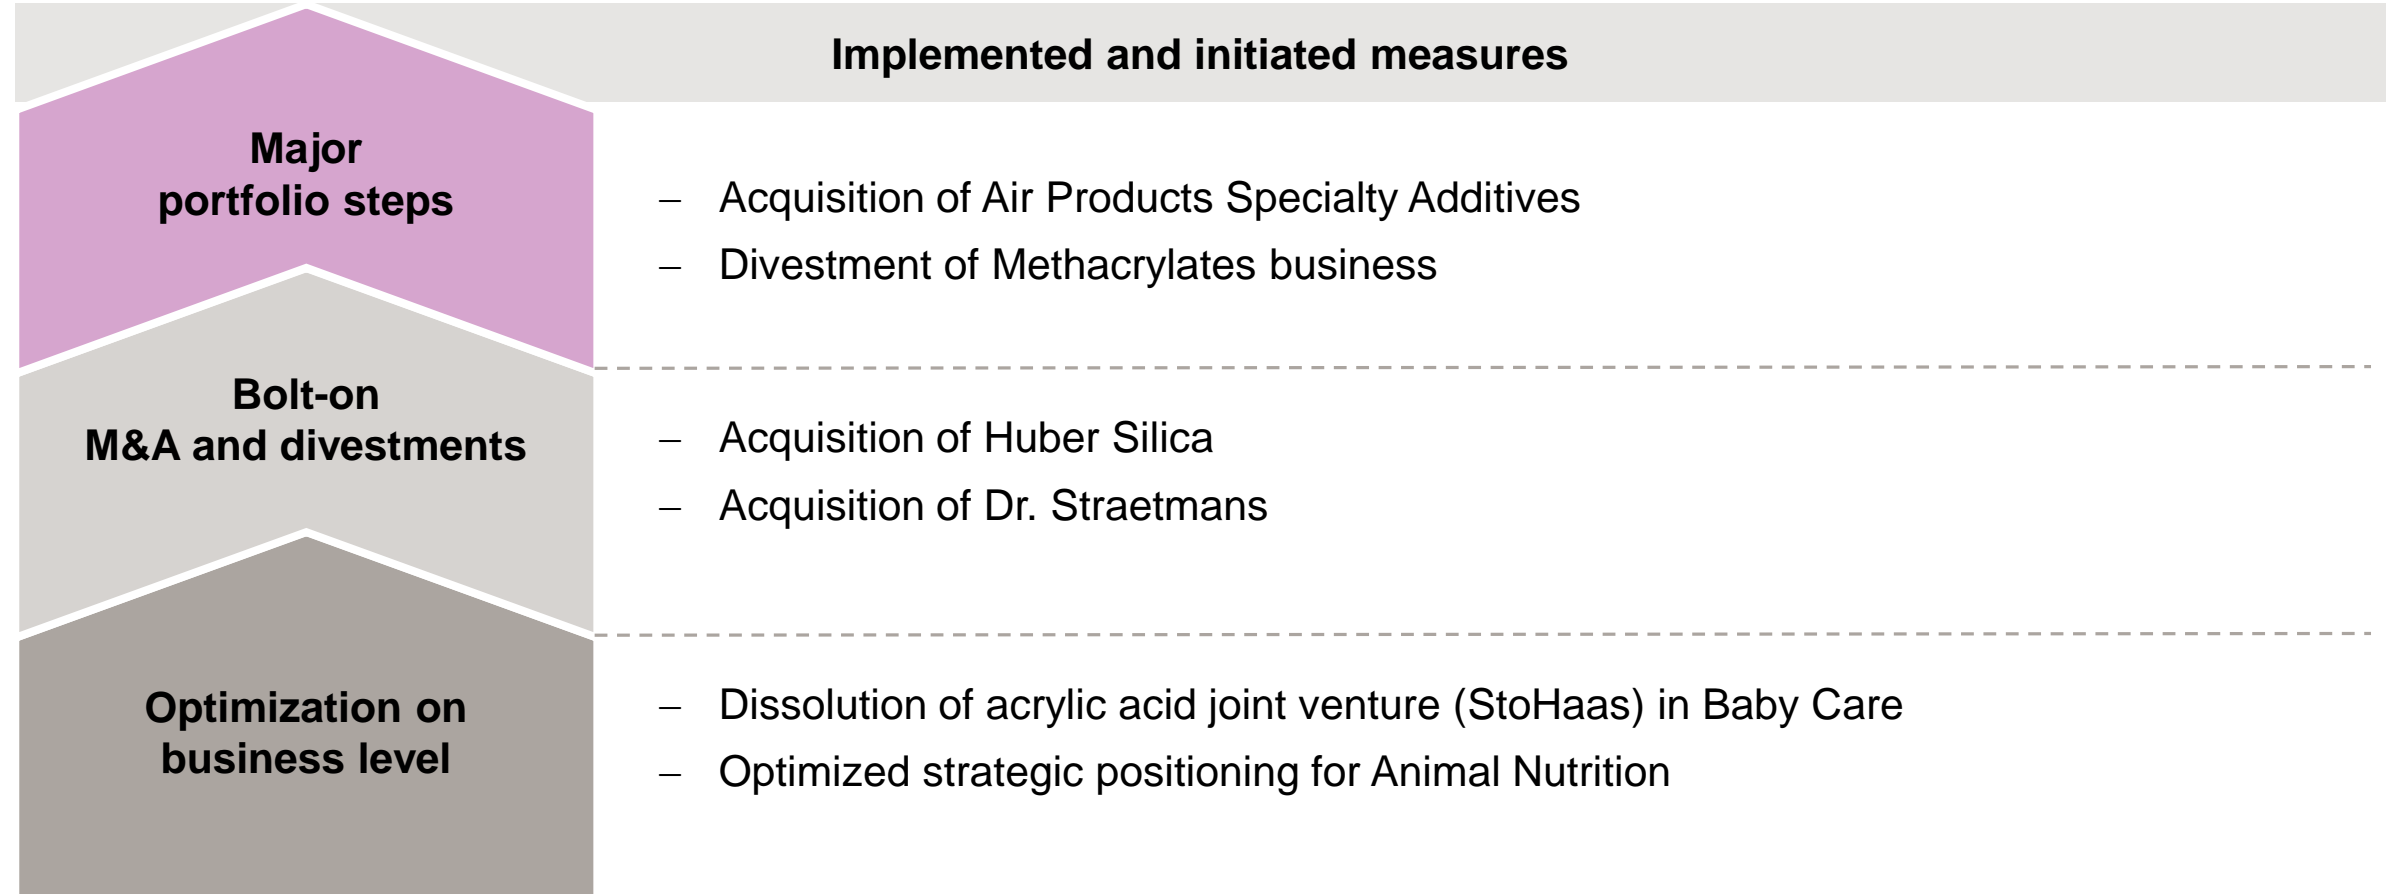 Implemented and initiated measures
Major
portfolio steps
– Acquisition of Air Products Specialty Additives
– Divestment of Methacrylates business
Bolt-on
M&A and divestments
– Acquisition of Huber Silica
– Acquisition of Dr. Straetmans
Optimization on
business level
– Dissolution of acrylic acid joint venture (StoHaas) in Baby Care
– Optimized strategic positioning for Animal Nutrition